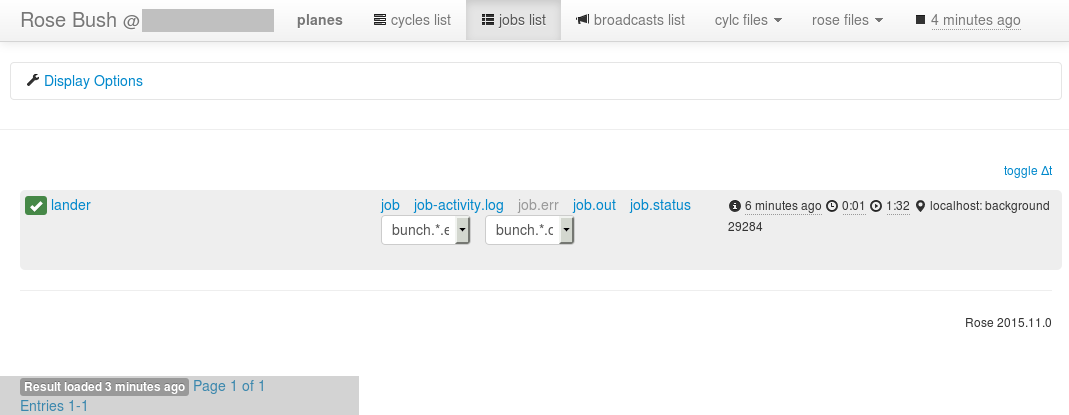 Rose Bush @ planes cycles list jobs list broadcasts list cylc files rose files 4 minutes ago
Display Options
toggle Δt
lander job job-activity.log job.err job.out job.status 6 minutes ago 0:01 1:32 localhost: background
bunch.*.e bunch.*.c 29284
Rose 2015.11.0
Result loaded 3 minutes ago Page 1 of 1
Entries 1-1